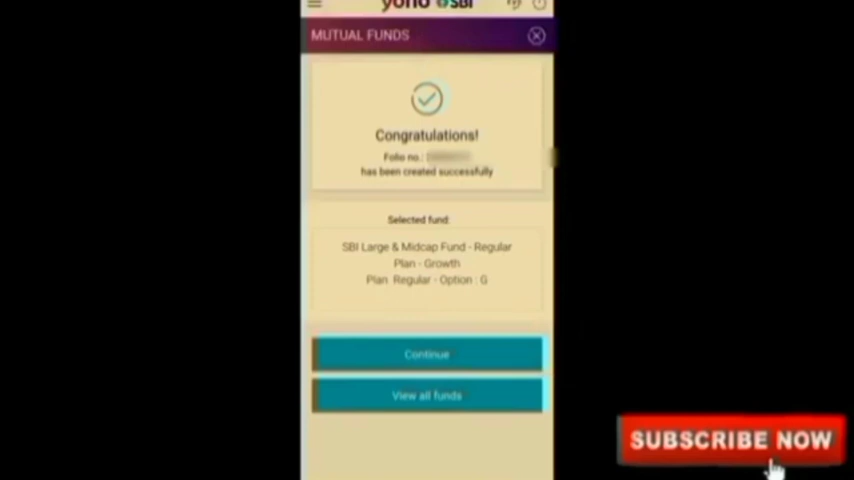 yono SBI
MUTUAL FUNDS
Congratulations!
Folio no.:
has been created successfully
Selected fund:
SBI Large & Midcap Fund - Regular
Plan - Growth
Plan Regular - Option : G
Continue
View all funds
SUBSCRIBE NOW